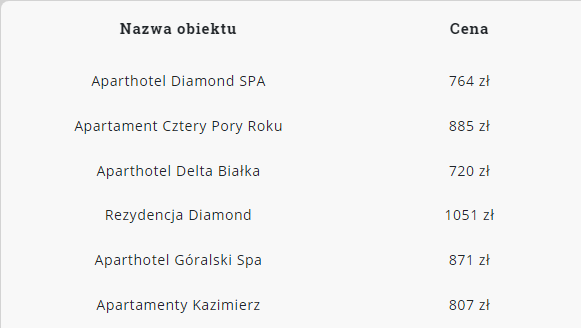 Nazwa obiektu Cena
Aparthotel Diamond SPA 764 zł
Apartament Cztery Pory Roku 885 zł
Aparthotel Delta Białka 720 zł
Rezydencja Diamond 1051 zł
Aparthotel Góralski Spa 871 zł
Apartamenty Kazimierz 807 zł